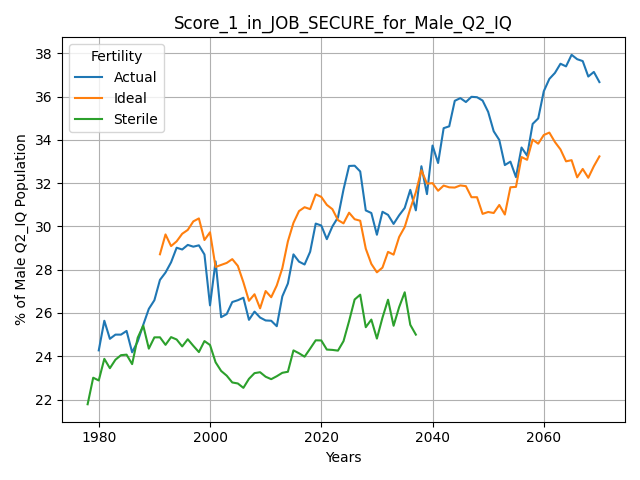 Score_1_in_JOB_SECURE_for_Male_Q2_IQ
Fertility
Actual
Ideal
Sterile
% of Male Q2_IQ Population
38
36
34
32
30
28
26
24
22
1980
2000
2020
2040
2060
Years